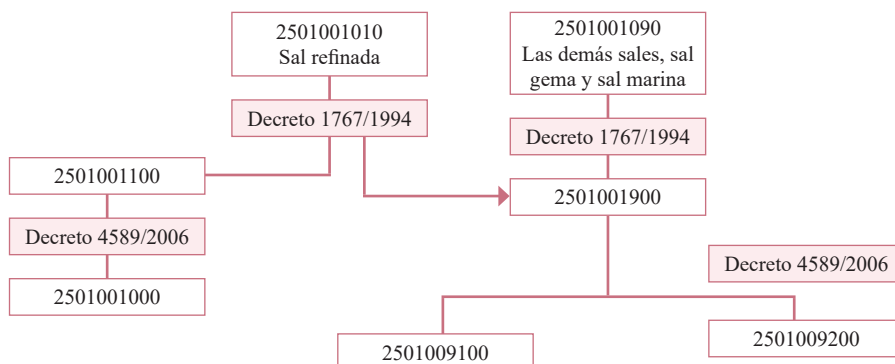 2501001010
Sal refinada
2501001090
Las demás sales, sal
gema y sal marina
Decreto 1767/1994
Decreto 1767/1994
2501001100
2501001900
Decreto 4589/2006
Decreto 4589/2006
2501001000
2501009100
2501009200